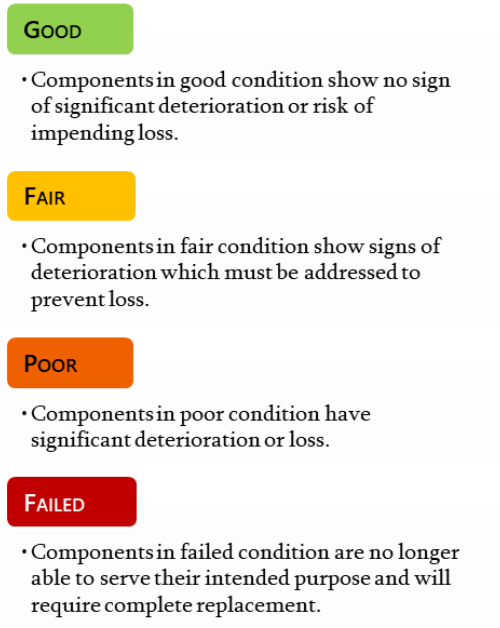 GOOD
• Components in good condition show no sign
of significant deterioration or risk of
impending loss.
FAIR
• Components in fair condition show signs of
deterioration which must be addressed to
prevent loss.
POOR
• Components in poor condition have
significant deterioration or loss.
FAILED
• Components in failed condition are no longer
able to serve their intended purpose and will
require complete replacement.